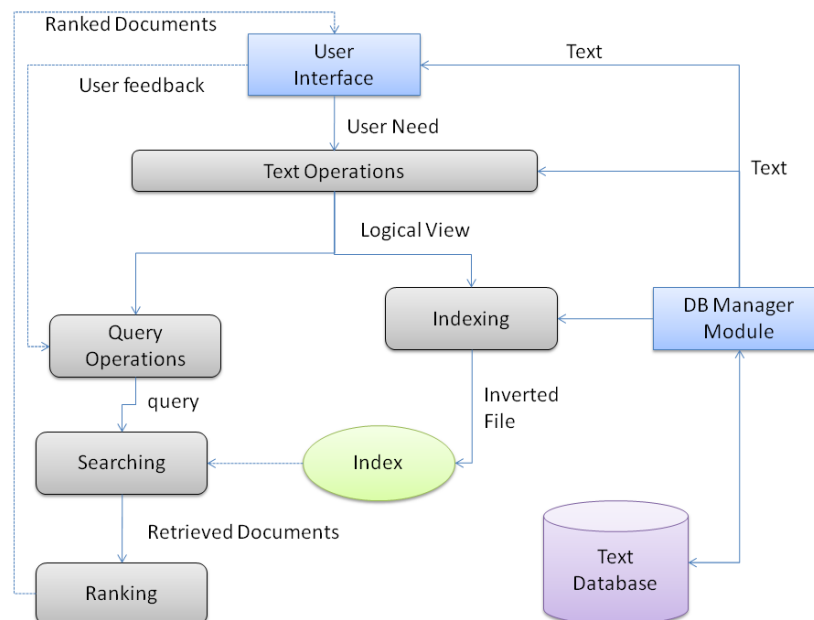 Ranked Documents
User
Interface
Text
User feedback
User Need
Text Operations
Text
Logical View
Query
Operations
Indexing
DB Manager
Module
query
Inverted
File
Searching
Index
Retrieved Documents
Text
Database
Ranking